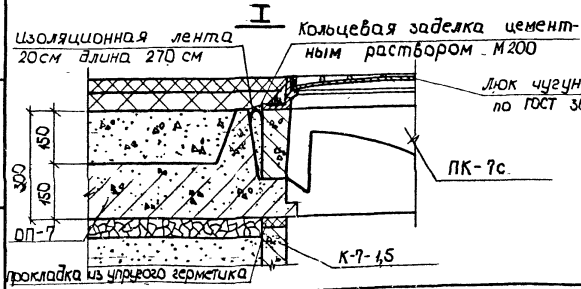 I
Изоляционная лента
20см длина 270 см
Кольцевая заделка цемент-
ным раствором М200
Люк чугун
по ГОСТ 36
150
300
150
ПК-7с
ОП-7
К-7-1,5
прокладка из упругого герметика